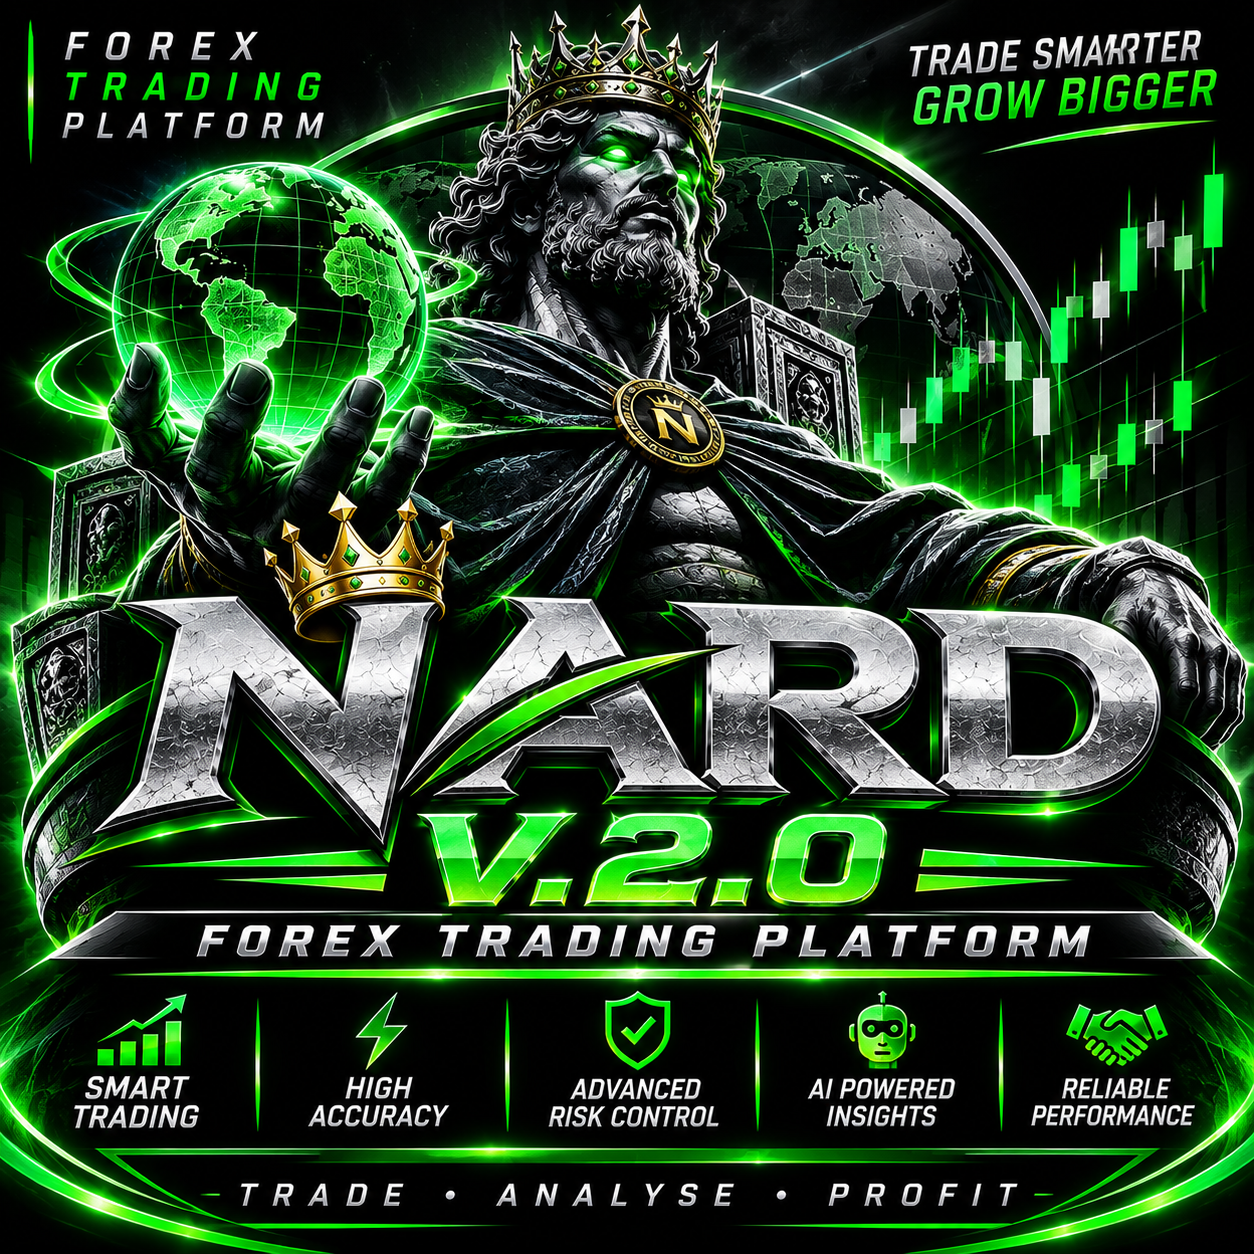 FOREX
TRADING
PLATFORM
TRADE SMARTER
GROW BIGGER
N
NARD
V.2.0
FOREX TRADING PLATFORM
SMART
TRADING
HIGH
ACCURACY
ADVANCED
RISK CONTROL
AI POWERED
INSIGHTS
RELIABLE
PERFORMANCE
TRADE • ANALYSE • PROFIT